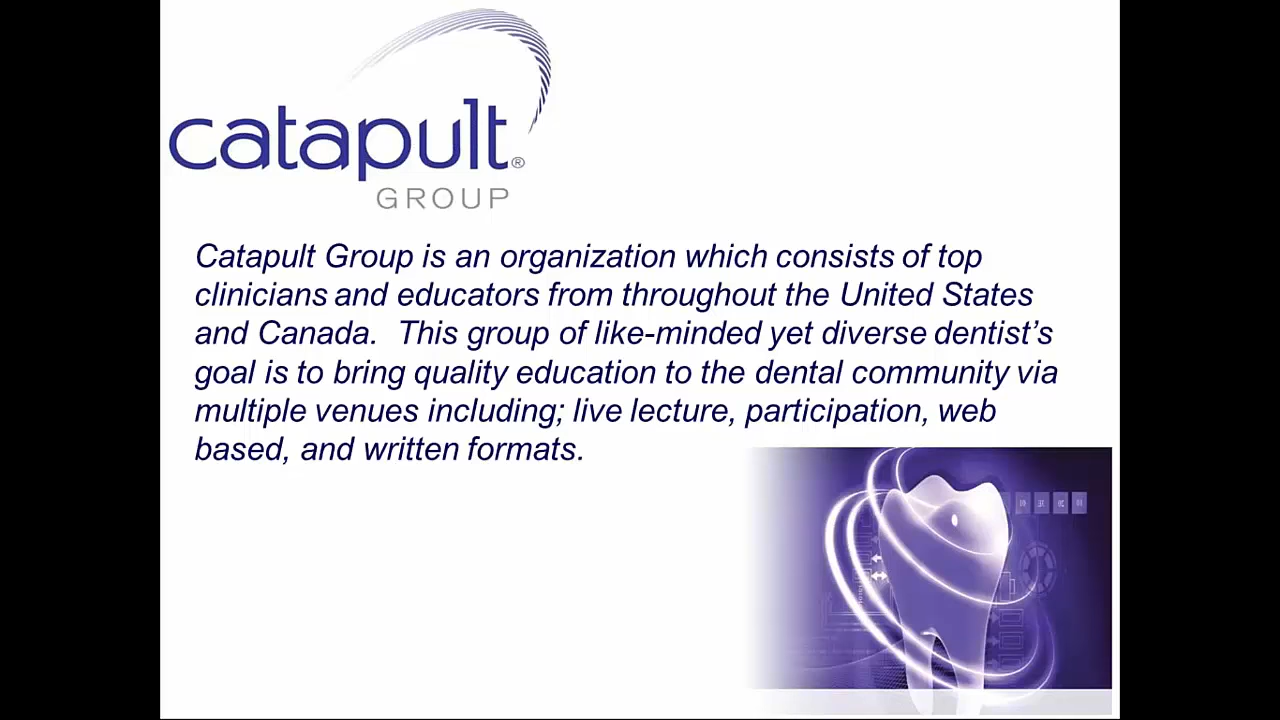 catapult®
GROUP
Catapult Group is an organization which consists of top
clinicians and educators from throughout the United States
and Canada.  This group of like-minded yet diverse dentist’s
goal is to bring quality education to the dental community via
multiple venues including; live lecture, participation, web
based, and written formats.